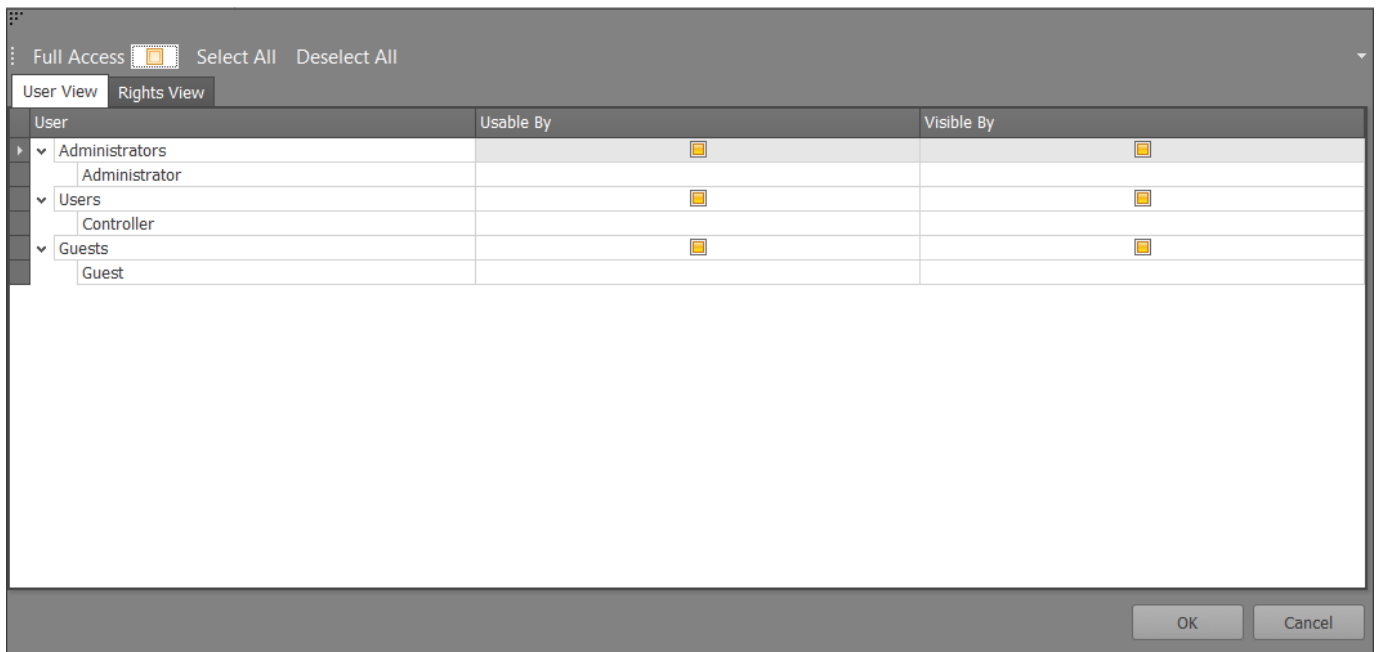 Full Access Select All Deselect All
User View Rights View
User Usable By Visible By
Administrators
Administrator
Users
Controller
Guests
Guest
OK Cancel